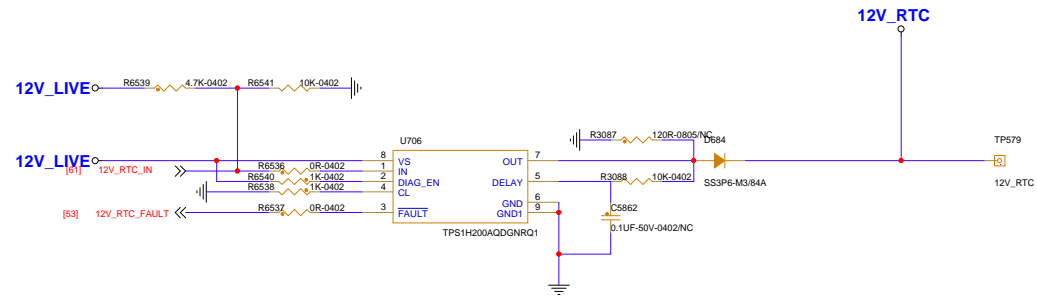 12V_RTC
R6539 4.7K-0402 R6541 10K-0402
12V_LIVE
R3087 120R-0805/NC D684 TP579
U706
12V_LIVE
8 VS OUT 7
[61] 12V_RTC_IN R6536 0R-0402 1 IN
SS3P6-M3/84A
R6540 1K-0402 2 DIAG_EN DELAY 5 R3088 10K-0402 12V_RTC
R6538 1K-0402 4 CL
GND 6
[53] 12V_RTC_FAULT R6537 0R-0402 3 FAULT GND1 9 C5862
0.1UF-50V-0402/NC
TPS1H200AQDGNRQ1